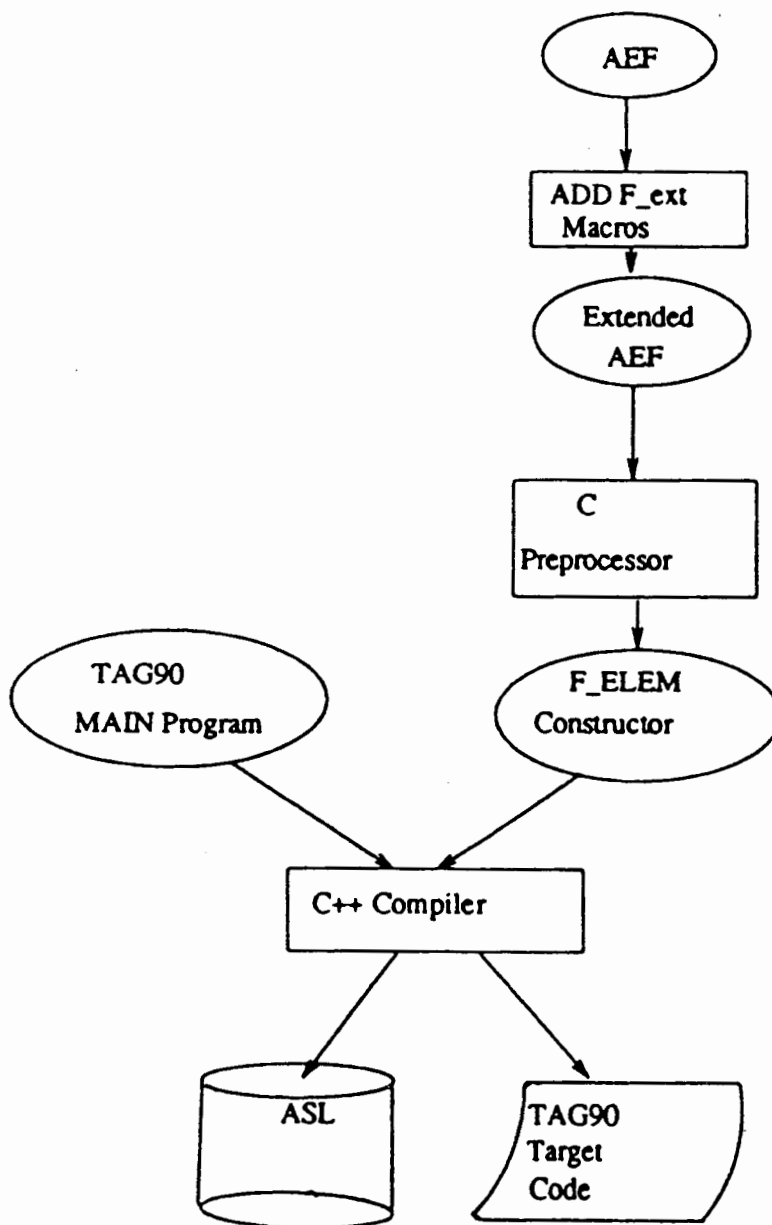 AEF
ADD F_ext
Macros
Extended
AEF
C
Preprocessor
TAG90
MAIN Program
F_ELEM
Constructor
C++ Compiler
ASL
TAG90
Target
Code